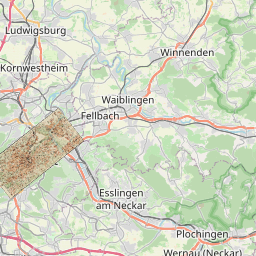 Ludwigsburg
Winnenden
Kornwestheim
Waiblingen
Fellbach
Esslingen
am Neckar
Plochingen
Wernau (Neckar)